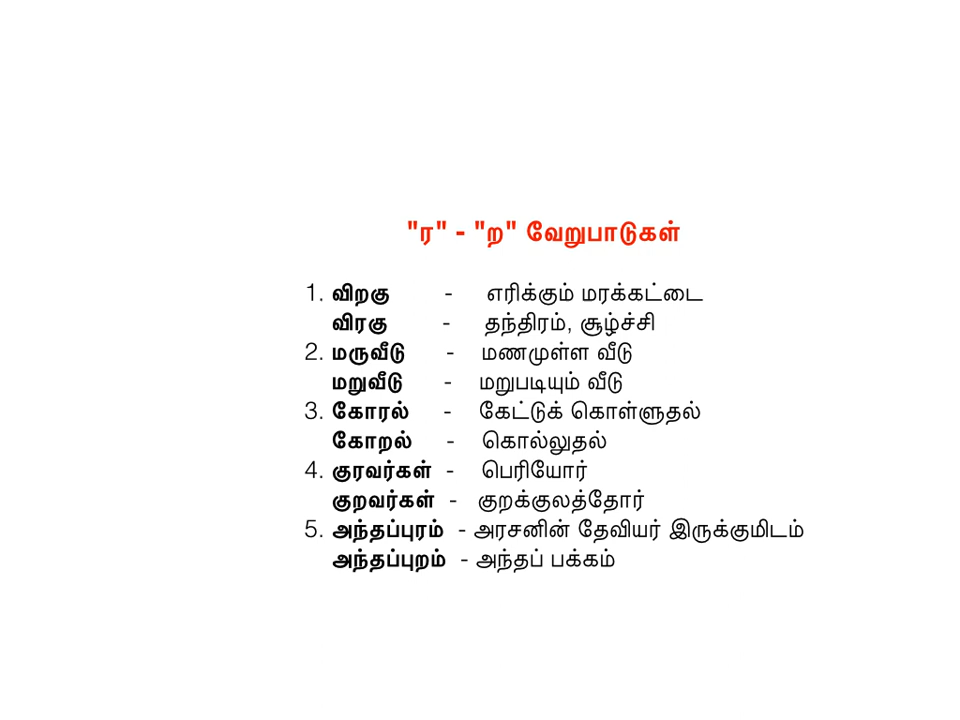 "ர" - "ற" வேறுபாடுகள்
1. விறகு - எரிக்கும் மரக்கட்டை
விரகு - தந்திரம், சூழ்ச்சி
2. மருவீடு - மணமுள்ள வீடு
மறுவீடு - மறுபடியும் வீடு
3. கோரல் - கேட்டுக் கொள்ளுதல்
கோறல் - கொல்லுதல்
4. குரவர்கள் - பெரியோர்
குறவர்கள் - குறக்குலத்தோர்
5. அந்தப்புரம் - அரசனின் தேவியர் இருக்குமிடம்
அந்தப்புறம் - அந்தப் பக்கம்